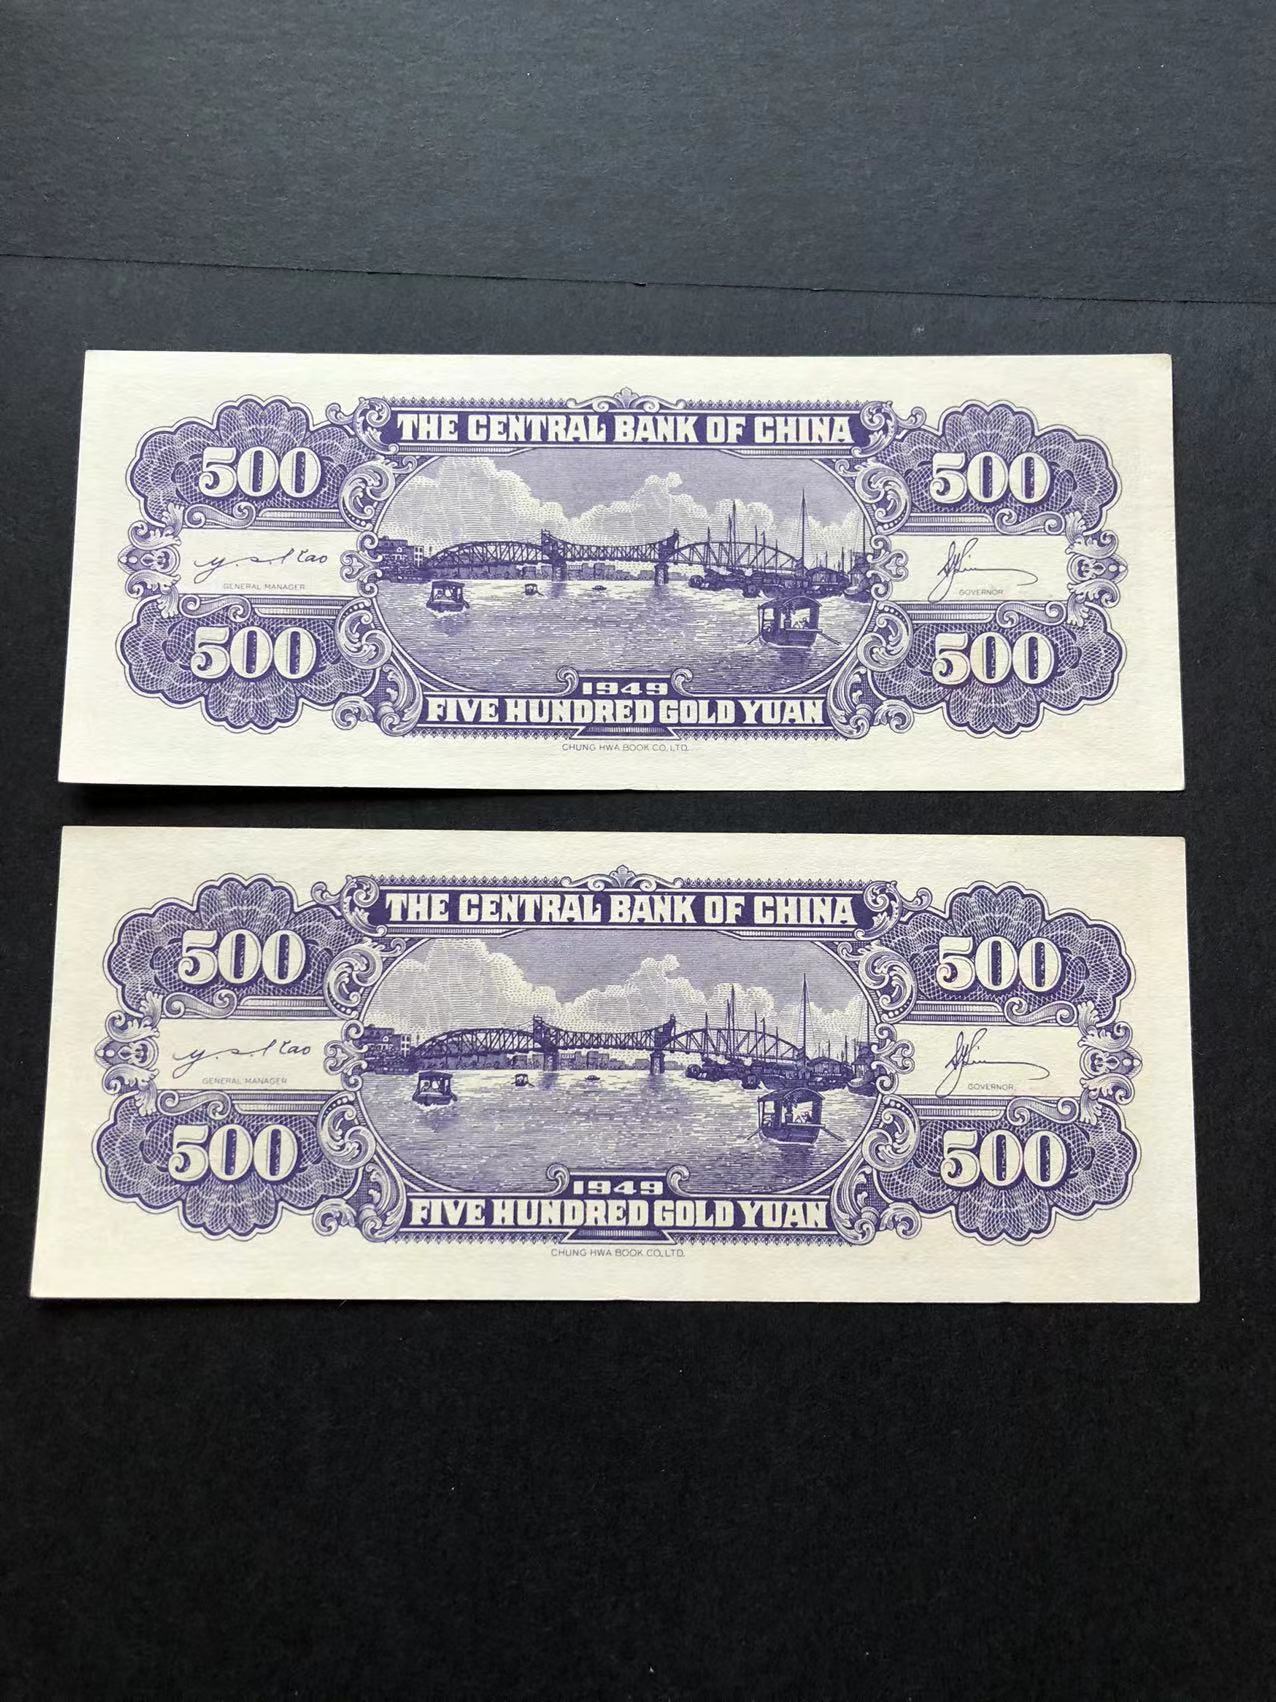 THE CENTRAL BANK OF CHINA
500 500
GENERAL MANAGER GOVERNOR
500 500
1949
FIVE HUNDRED GOLD YUAN
CHUNG HWA BOOK CO, LTD.
THE CENTRAL BANK OF CHINA
500 500
GENERAL MANAGER GOVERNOR
500 500
1949
FIVE HUNDRED GOLD YUAN
CHUNG HWA BOOK CO, LTD.